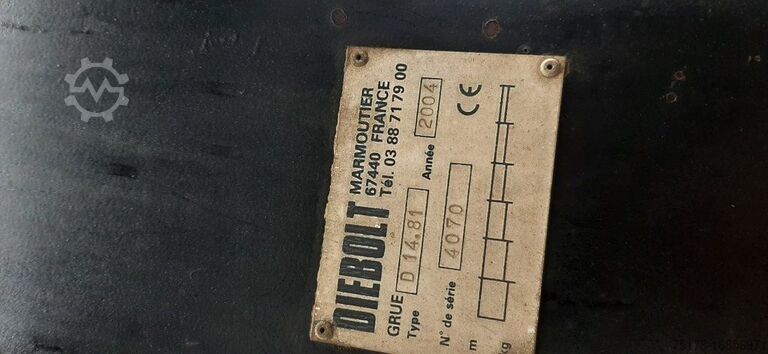 DIEBOLT
MARMOUTIER
67440 FRANCE
Tél. 03 88 71 79 00
GRUE
Type D 14.81 Année 2004
N° de série 4070 CE
m
kg